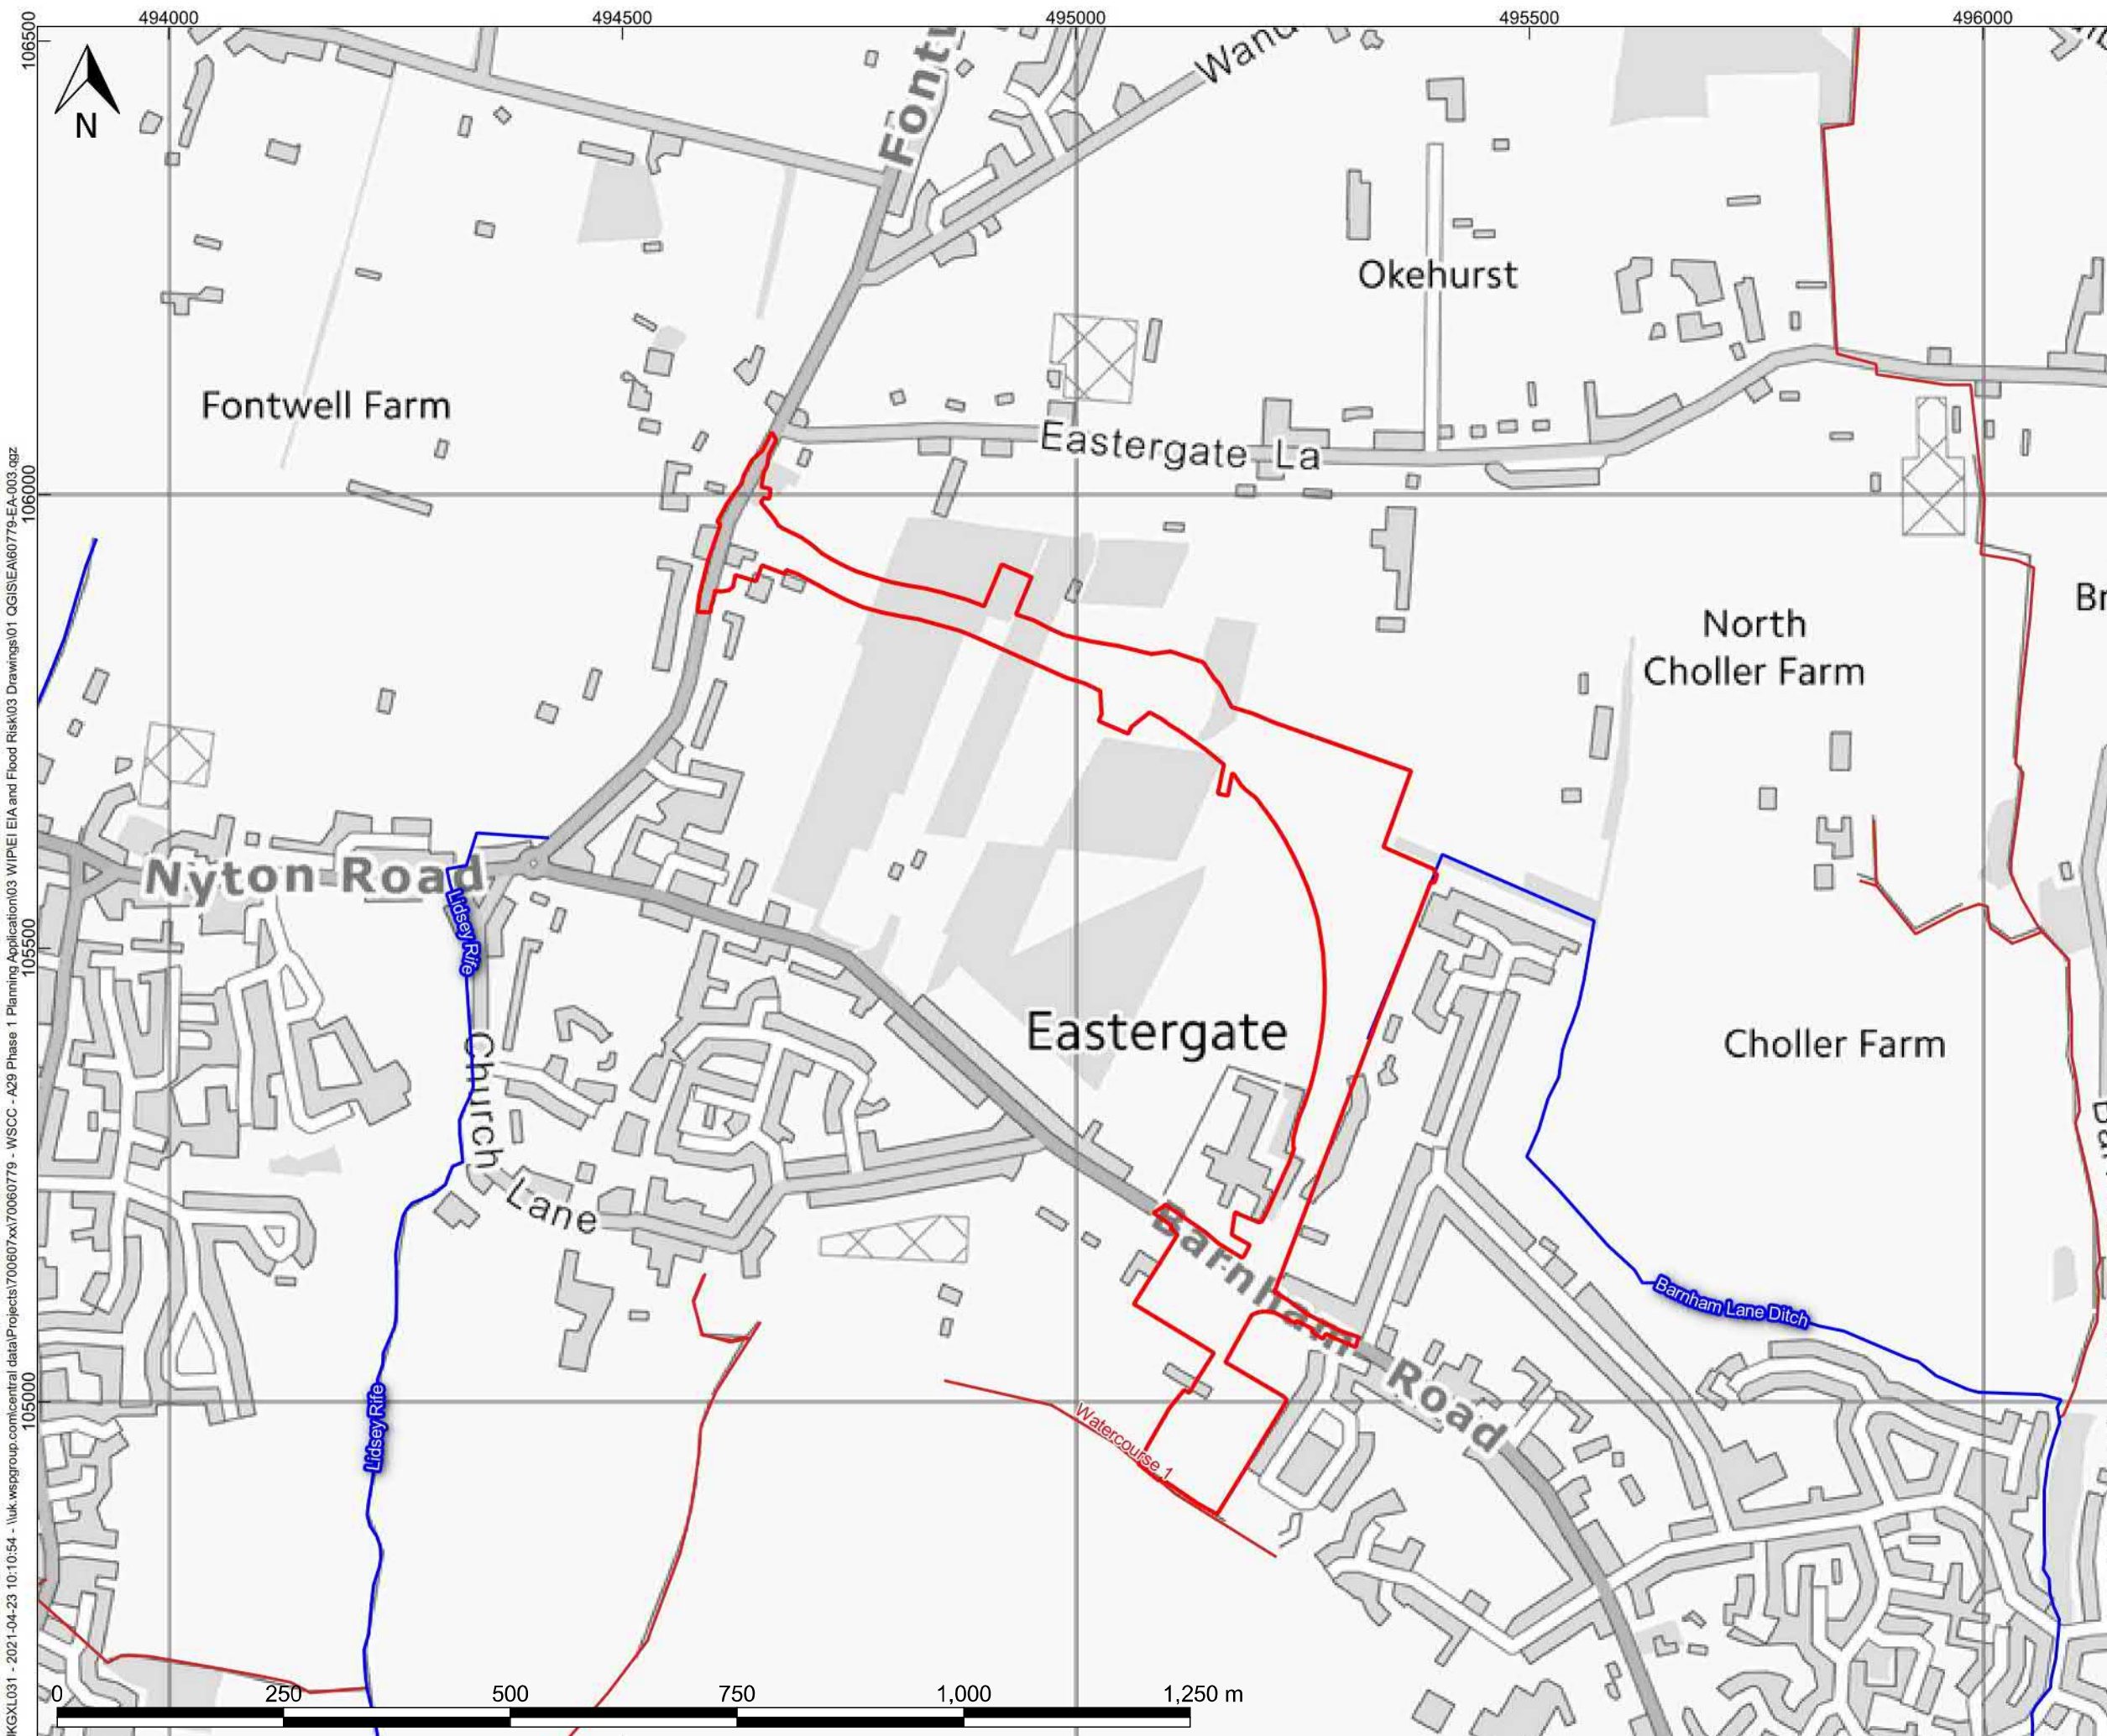 494000
494500
495000
495500
496000
106500
N
Wand
Okehurst
Fontwell Farm
Eastergate La
106000
North
Choller Farm
Nyton Road
Lidsey Rife
105500
Eastergate
Choller Farm
Church
Lane
Barnham Road
Barnham Lane Ditch
105000
Lidsey Rife
Watercourse 1
0
250
500
750
1,000
1,250 m